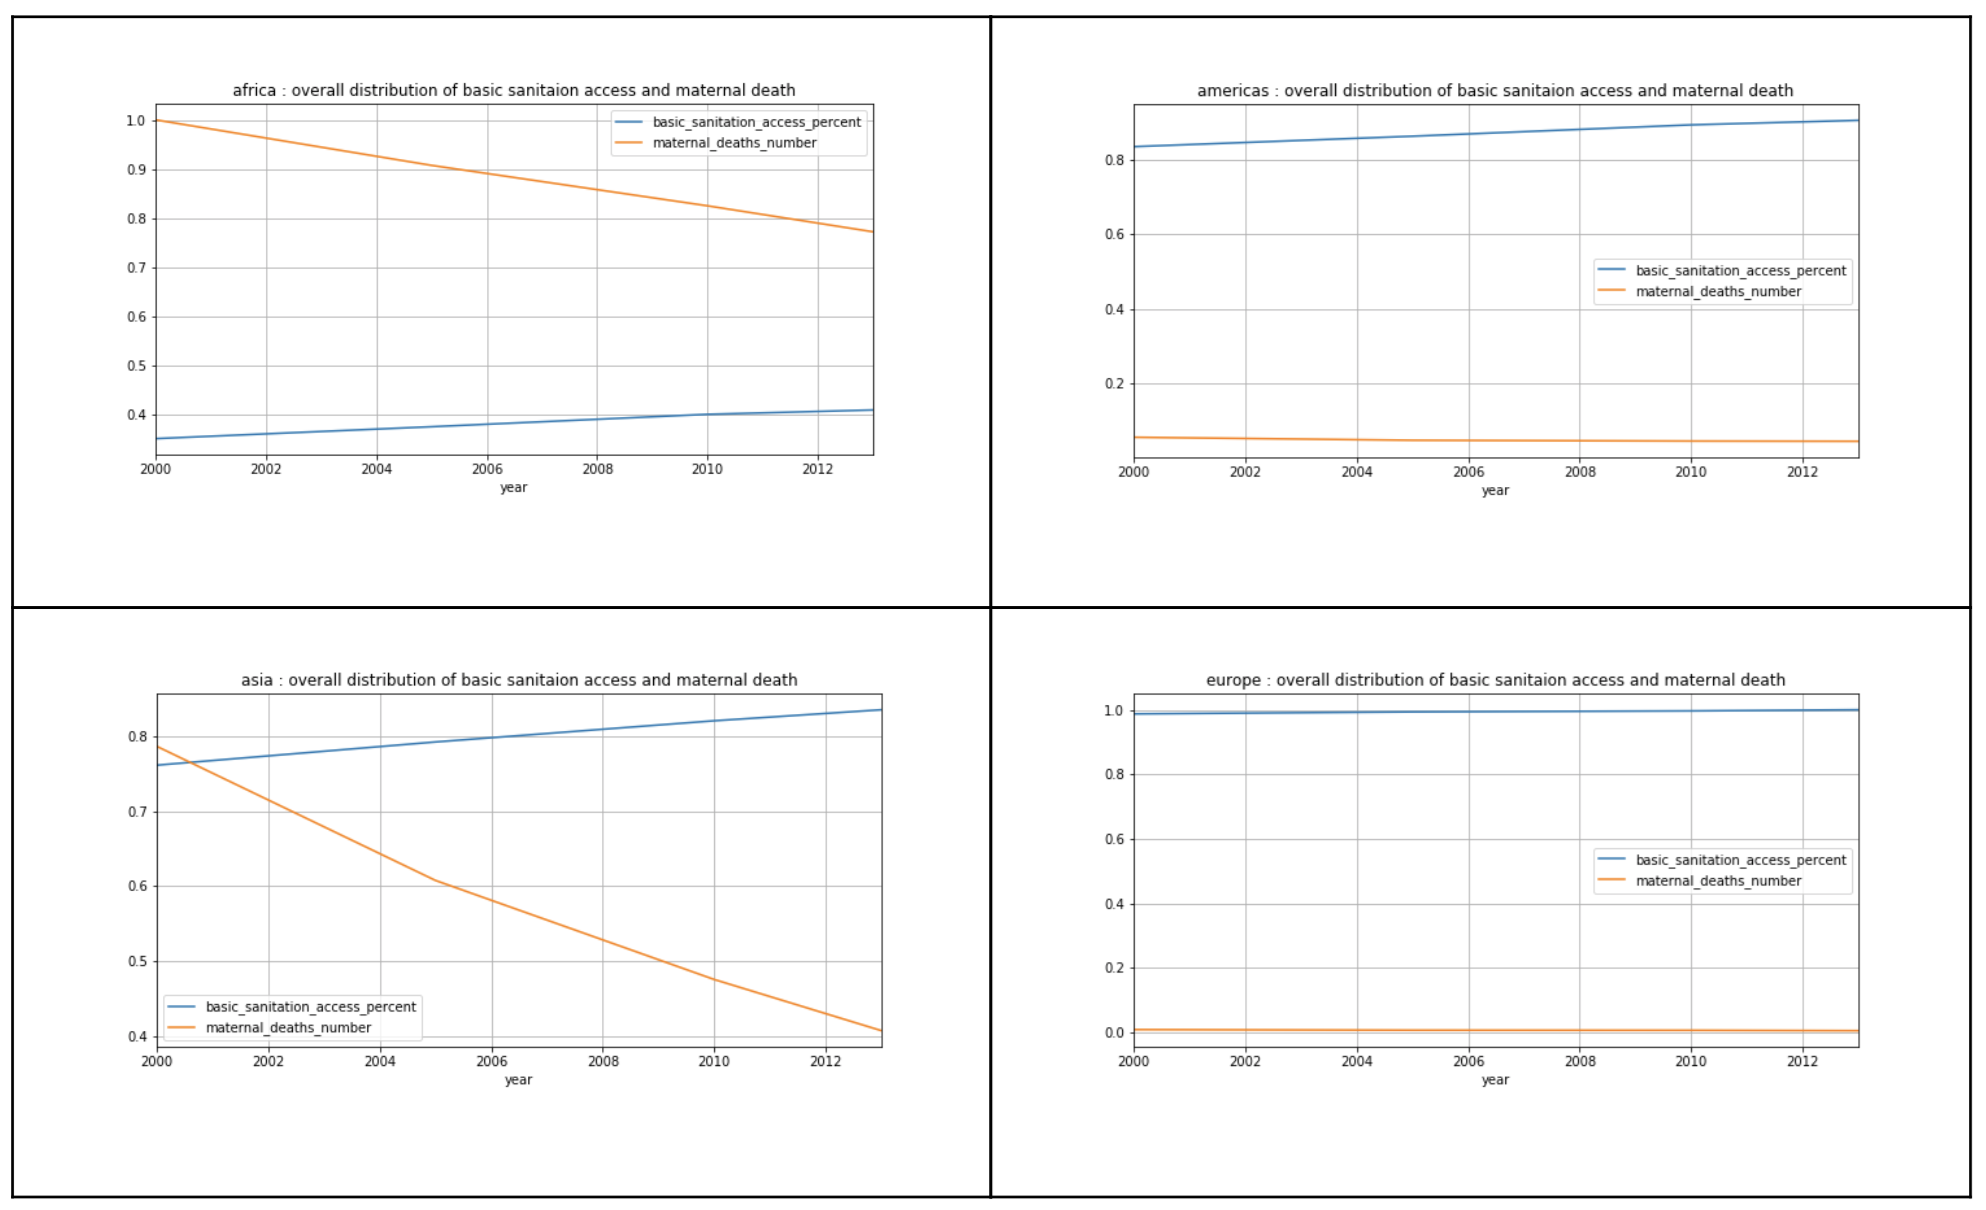 africa : overall distribution of basic sanitaion access and maternal death
1.0
0.9
0.8
0.7
0.6
0.5
0.4
basic_sanitation_access_percent
maternal_deaths_number
2000 2002 2004 2006 2008 2010 2012
year
americas : overall distribution of basic sanitaion access and maternal death
0.8
0.6
0.4
0.2
basic_sanitation_access_percent
maternal_deaths_number
2000 2002 2004 2006 2008 2010 2012
year
asia : overall distribution of basic sanitaion access and maternal death
0.8
0.7
0.6
0.5
0.4
basic_sanitation_access_percent
maternal_deaths_number
2000 2002 2004 2006 2008 2010 2012
year
europe : overall distribution of basic sanitaion access and maternal death
1.0
0.8
0.6
0.4
0.2
0.0
basic_sanitation_access_percent
maternal_deaths_number
2000 2002 2004 2006 2008 2010 2012
year